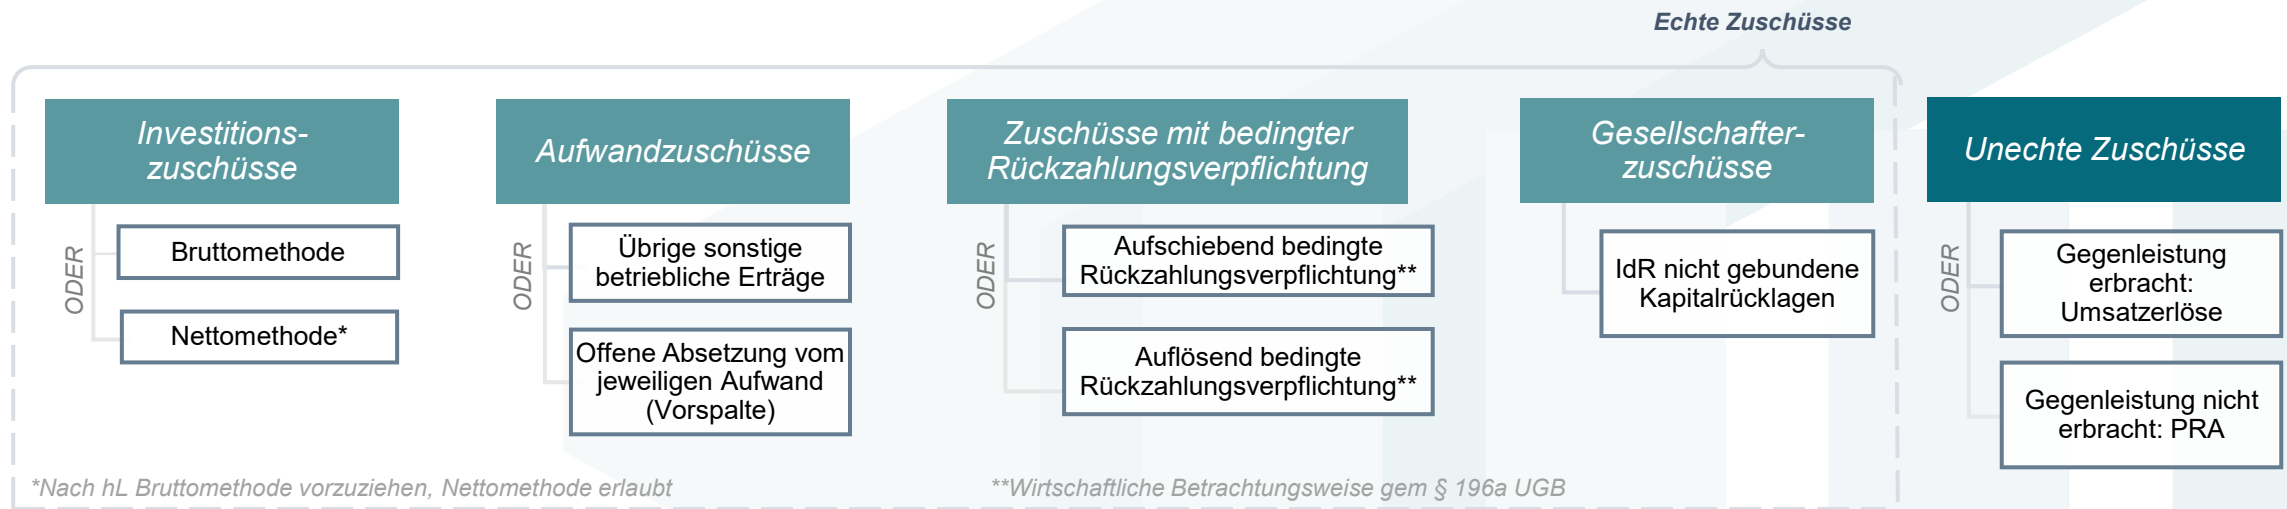 Echte Zuschüsse
Investitions-
zuschüsse
ODER
Bruttomethode
Nettomethode*
Aufwandzuschüsse
ODER
Übrige sonstige
betriebliche Erträge
Offene Absetzung vom
jeweiligen Aufwand
(Vorspalte)
Zuschüsse mit bedingter
Rückzahlungsverpflichtung
ODER
Aufschiebend bedingte
Rückzahlungsverpflichtung**
Auflösend bedingte
Rückzahlungsverpflichtung**
Gesellschafter-
zuschüsse
IdR nicht gebundene
Kapitalrücklagen
Unechte Zuschüsse
ODER
Gegenleistung
erbracht:
Umsatzerlöse
Gegenleistung nicht
erbracht: PRA
*Nach hL Bruttomethode vorzuziehen, Nettomethode erlaubt
**Wirtschaftliche Betrachtungsweise gem § 196a UGB